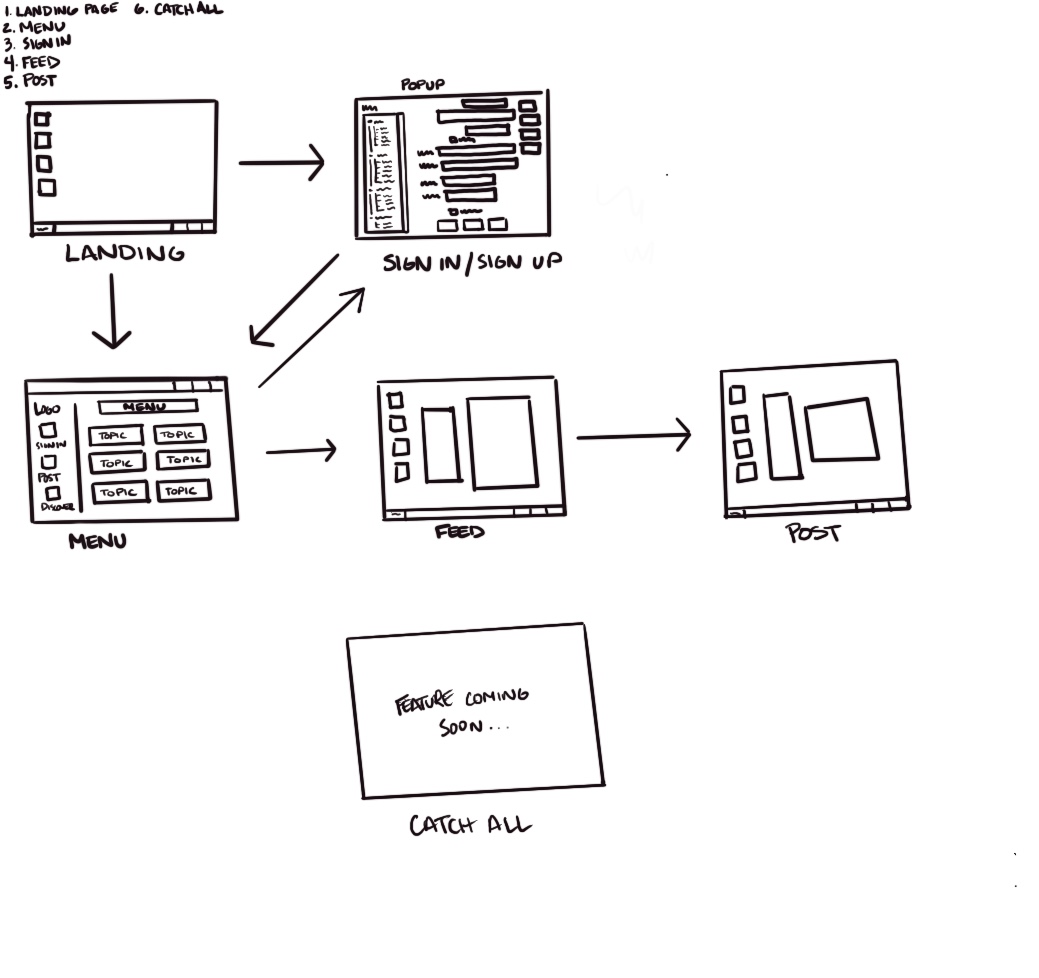 1. LANDING PAGE 6. CATCH ALL
2. MENU
3. SIGN IN
4. FEED
5. POST
POPUP
LANDING
SIGN IN/SIGN UP
LOGO
SIGN IN
POST
DISCOVER
MENU
TOPIC TOPIC
TOPIC TOPIC
TOPIC TOPIC
MENU
FEED
POST
FEATURE COMING
SOON...
CATCH ALL